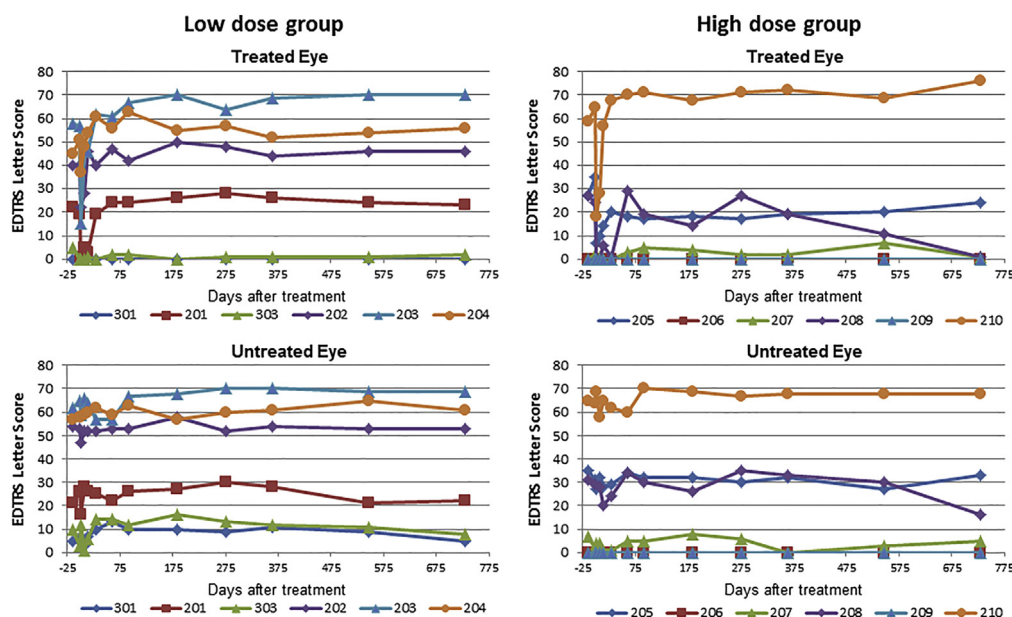 Low dose group
High dose group
Treated Eye
EDTRS Letter Score
80
70
60
50
40
30
20
10
0
-25 75 175 275 375 475 575 675 775
Days after treatment
301 201 303 202 203 204
Treated Eye
EDTRS Letter Score
80
70
60
50
40
30
20
10
0
-25 75 175 275 375 475 575 675 775
Days after treatment
205 206 207 208 209 210
Untreated Eye
EDTRS Letter Score
80
70
60
50
40
30
20
10
0
-25 75 175 275 375 475 575 675 775
Days after treatment
301 201 303 202 203 204
Untreated Eye
EDTRS Letter Score
80
70
60
50
40
30
20
10
0
-25 75 175 275 375 475 575 675 775
Days after treatment
205 206 207 208 209 210